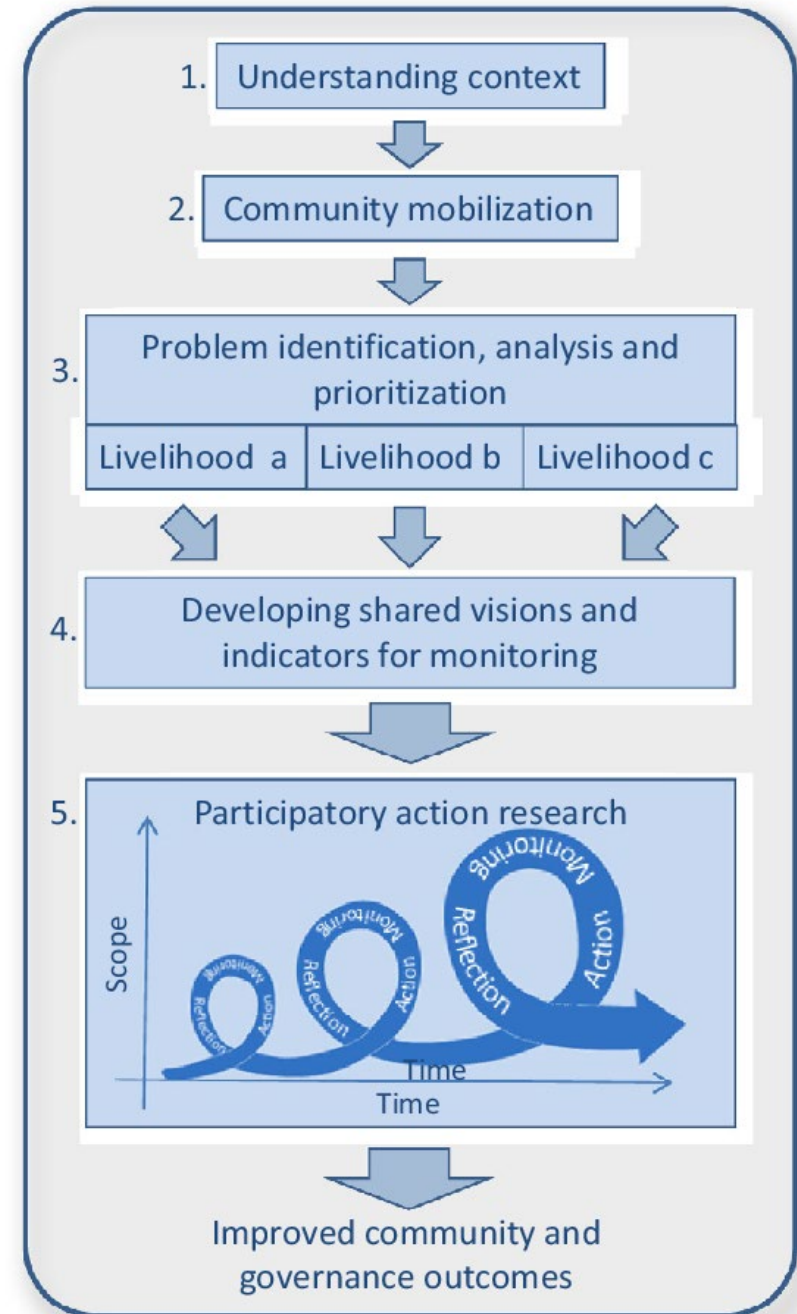 1. Understanding context
2. Community mobilization
3. Problem identification, analysis and
prioritization
Livelihood a Livelihood b Livelihood c
4. Developing shared visions and
indicators for monitoring
5. Participatory action research
Scope
Reflection Monitoring Action
Reflection Monitoring Action
Reflection Monitoring Action
Time
Time
Improved community and
governance outcomes